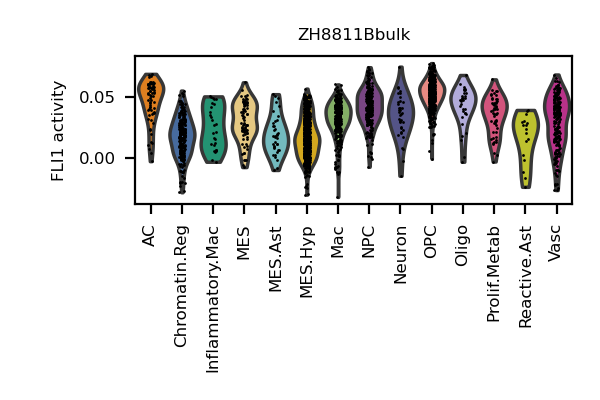 ZH8811Bbulk
FLI1 activity
0.05
0.00
AC
Chromatin.Reg
Inflammatory.Mac
MES
MES.Ast
MES.Hyp
Mac
NPC
Neuron
OPC
Oligo
Prolif.Metab
Reactive.Ast
Vasc